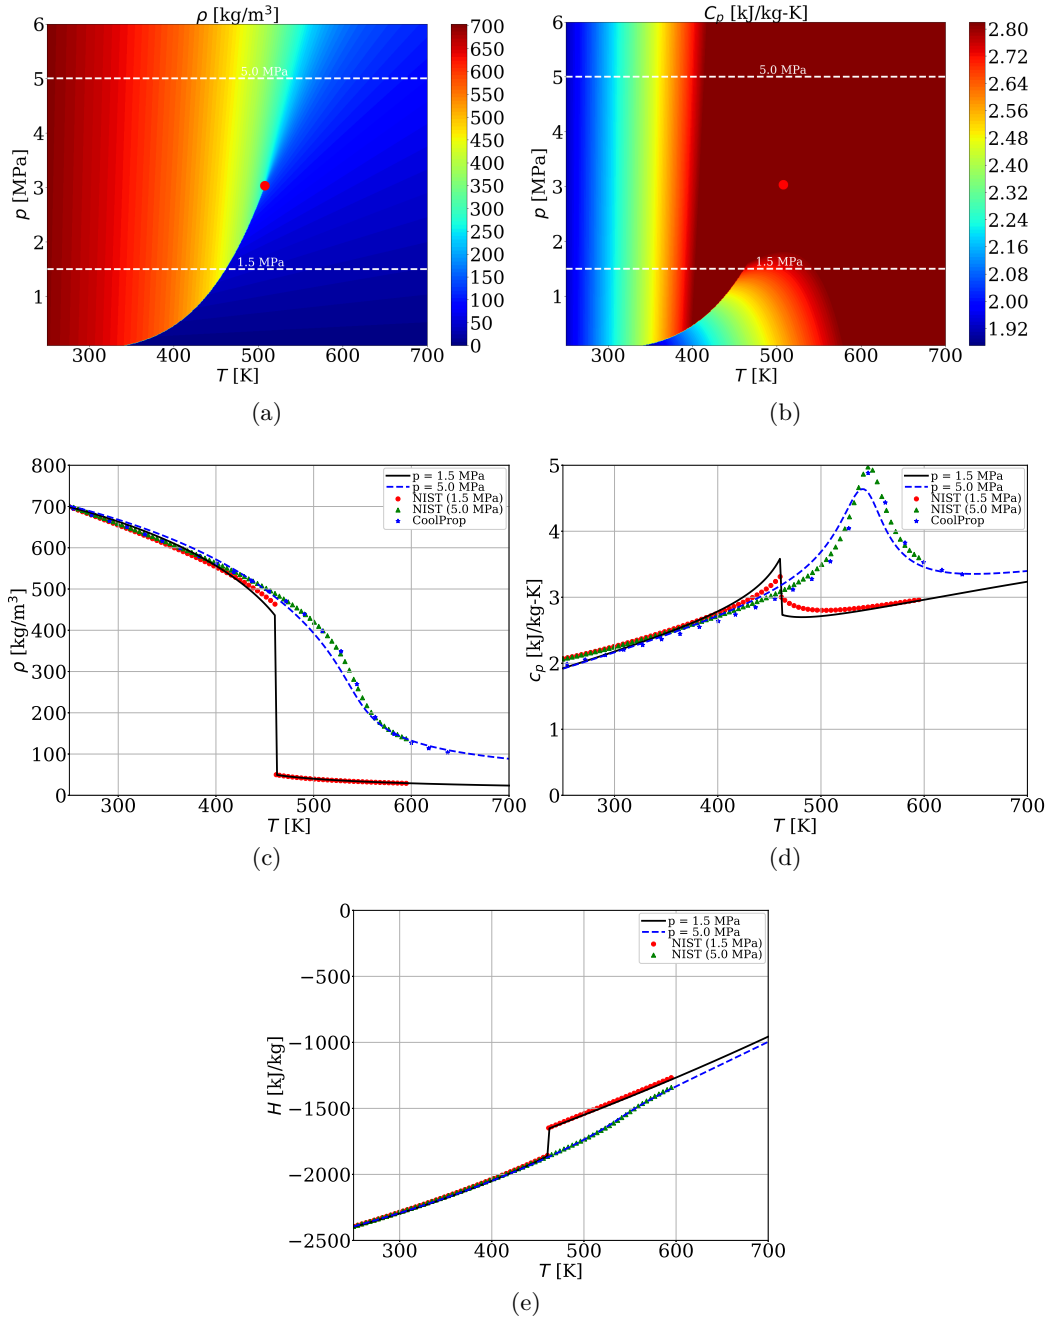 ρ [kg/m³]
6
5
4
3
2
1
p [MPa]
5.0 MPa
1.5 MPa
300 400 500 600 700
T [K]
700
650
600
550
500
450
400
350
300
250
200
150
100
50
0
(a)
Cₚ [kJ/kg-K]
6
5
4
3
2
1
p [MPa]
5.0 MPa
1.5 MPa
300 400 500 600 700
T [K]
2.80
2.72
2.64
2.56
2.48
2.40
2.32
2.24
2.16
2.08
2.00
1.92
(b)
800
700
600
500
400
300
200
100
0
ρ [kg/m³]
p = 1.5 MPa
p = 5.0 MPa
NIST (1.5 MPa)
NIST (5.0 MPa)
CoolProp
300 400 500 600 700
T [K]
(c)
5
4
3
2
1
0
cₚ [kJ/kg-K]
p = 1.5 MPa
p = 5.0 MPa
NIST (1.5 MPa)
NIST (5.0 MPa)
CoolProp
300 400 500 600 700
T [K]
(d)
0
−500
−1000
−1500
−2000
−2500
H [kJ/kg]
p = 1.5 MPa
p = 5.0 MPa
NIST (1.5 MPa)
NIST (5.0 MPa)
300 400 500 600 700
T [K]
(e)